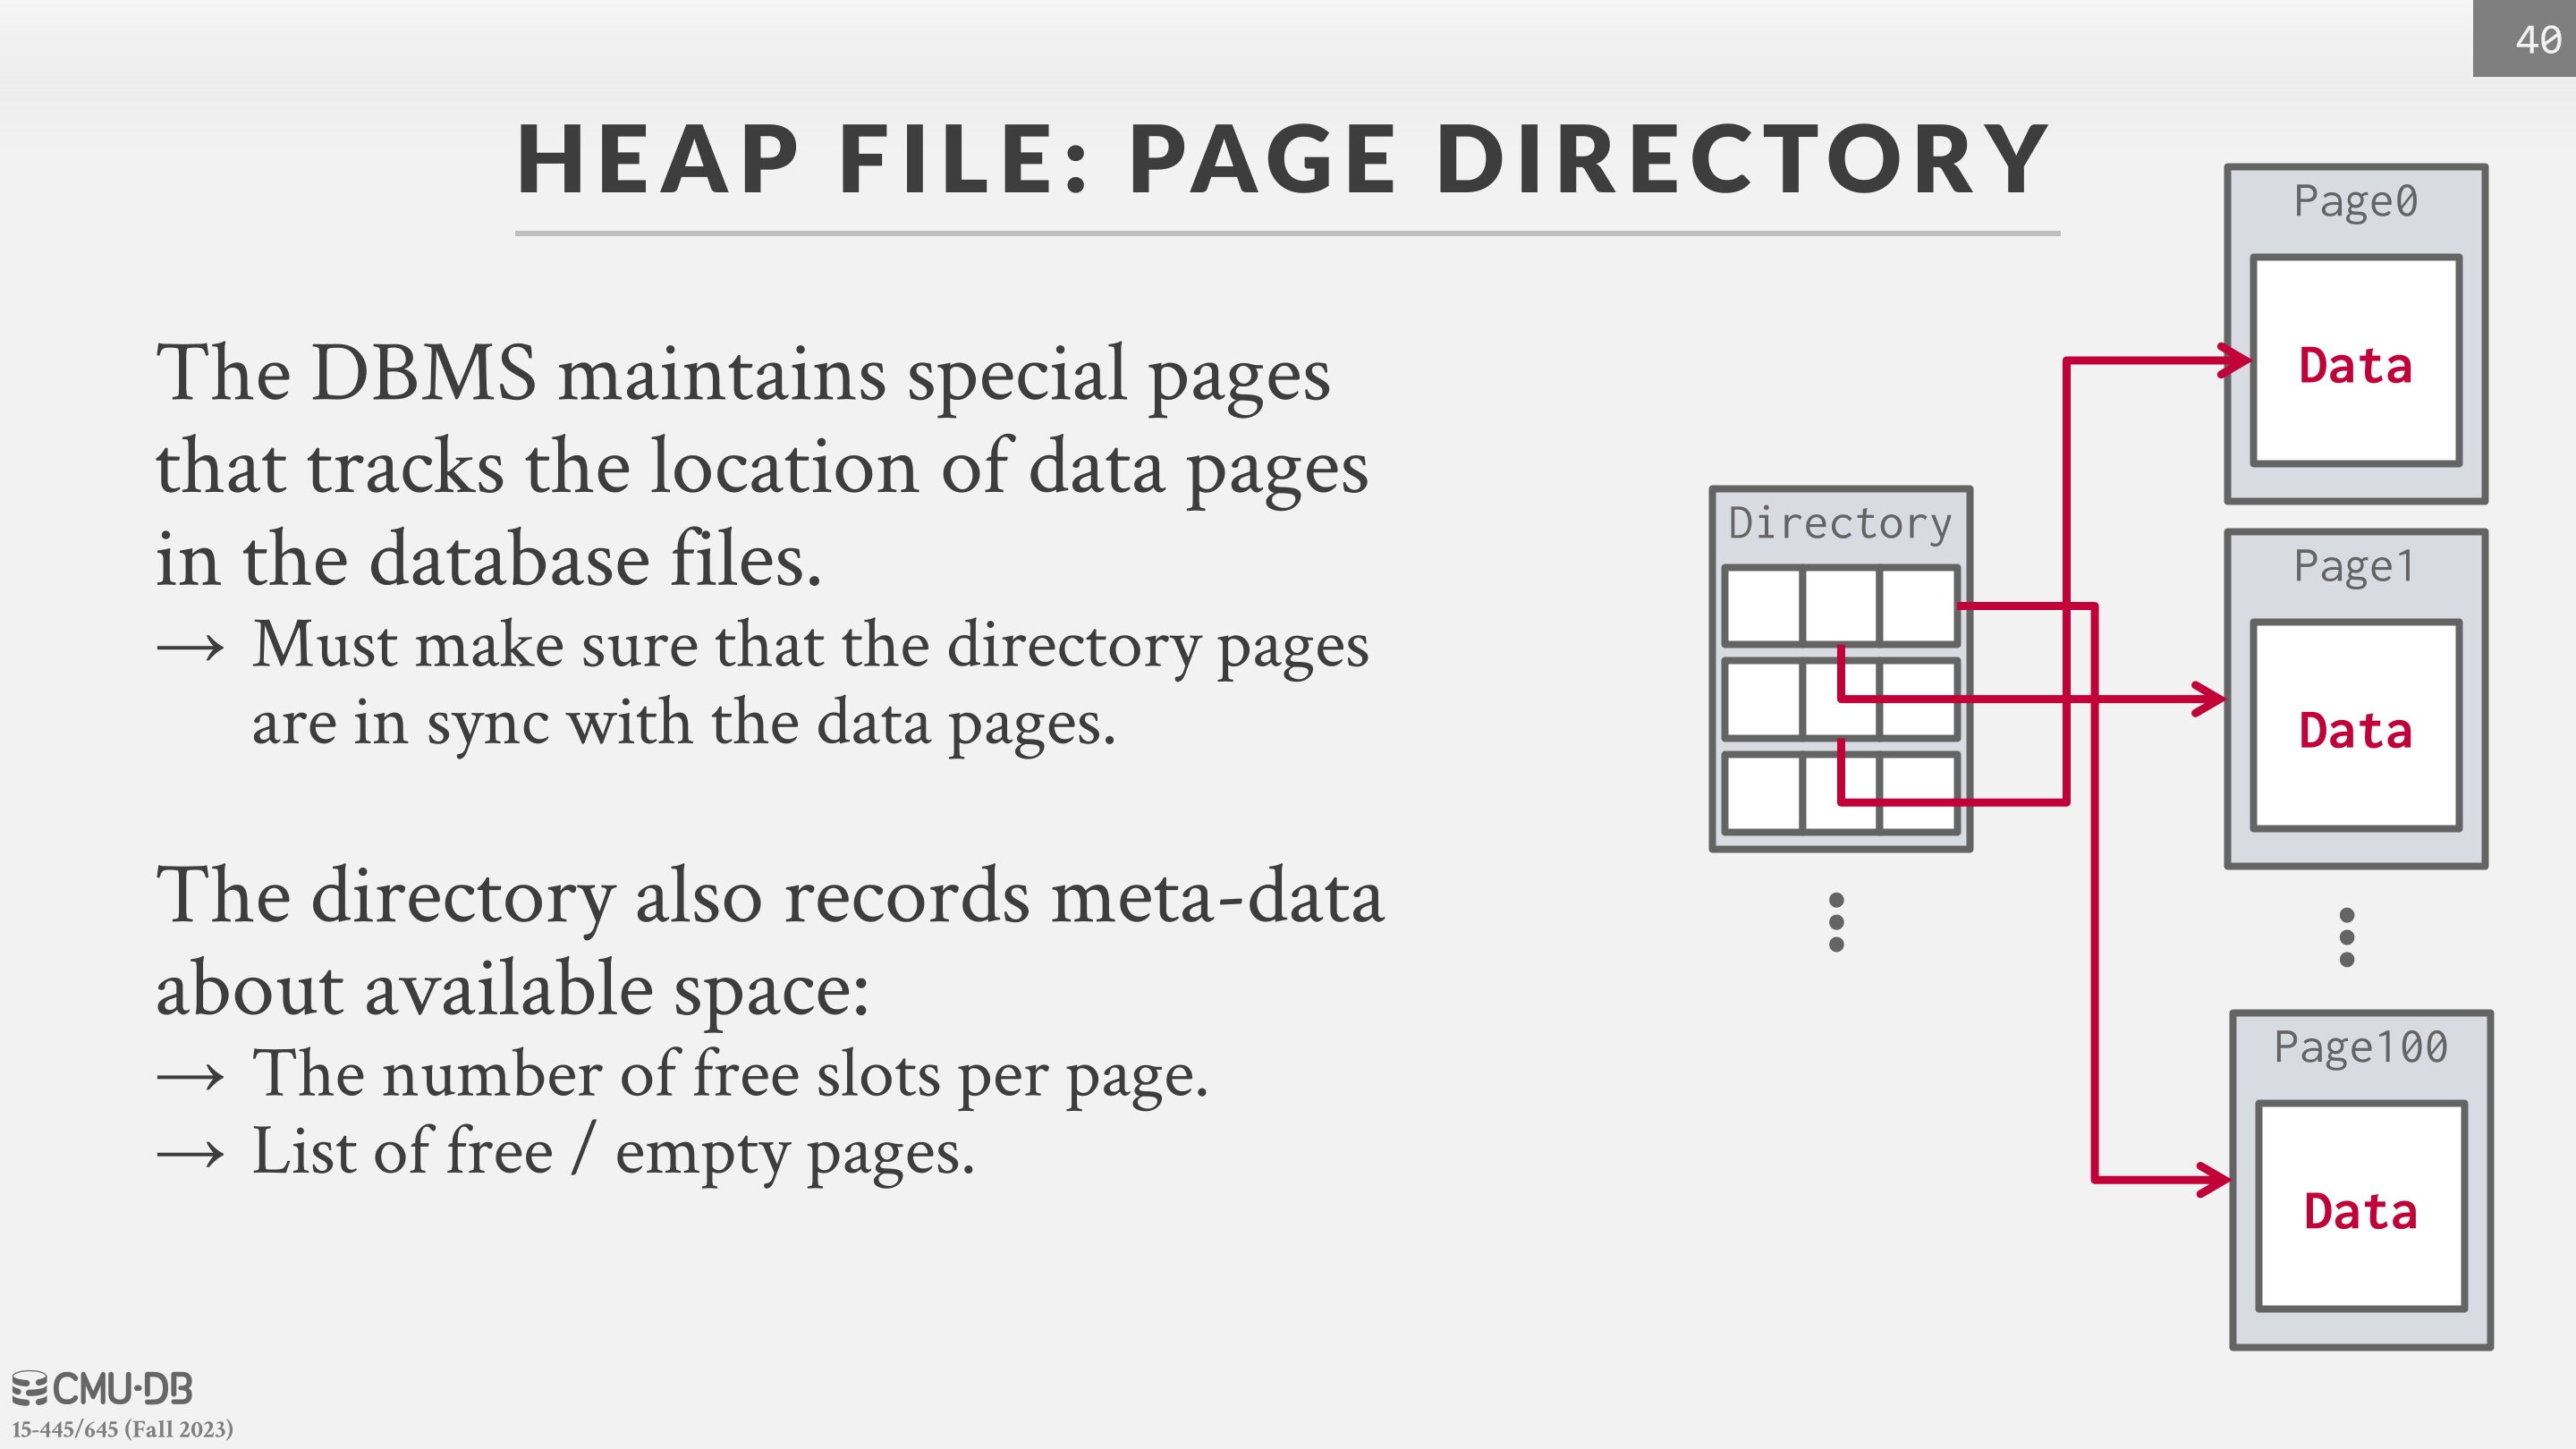 40
HEAP FILE: PAGE DIRECTORY
The DBMS maintains special pages
that tracks the location of data pages
in the database files.
→ Must make sure that the directory pages
are in sync with the data pages.
The directory also records meta-data
about available space:
→ The number of free slots per page.
→ List of free / empty pages.
Directory
Page0
Data
Page1
Data
Page100
Data
CMU·DB
15-445/645 (Fall 2023)